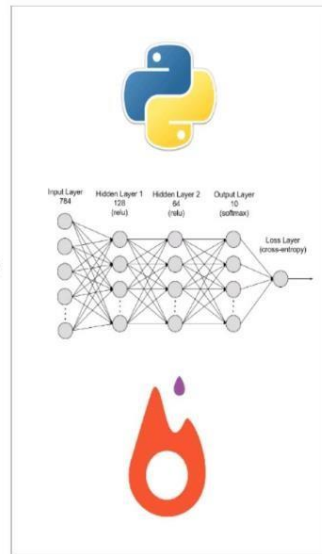 Input Layer
784
Hidden Layer 1
128
(relu)
Hidden Layer 2
64
(relu)
Output Layer
10
(softmax)
Loss Layer
(cross-entropy)